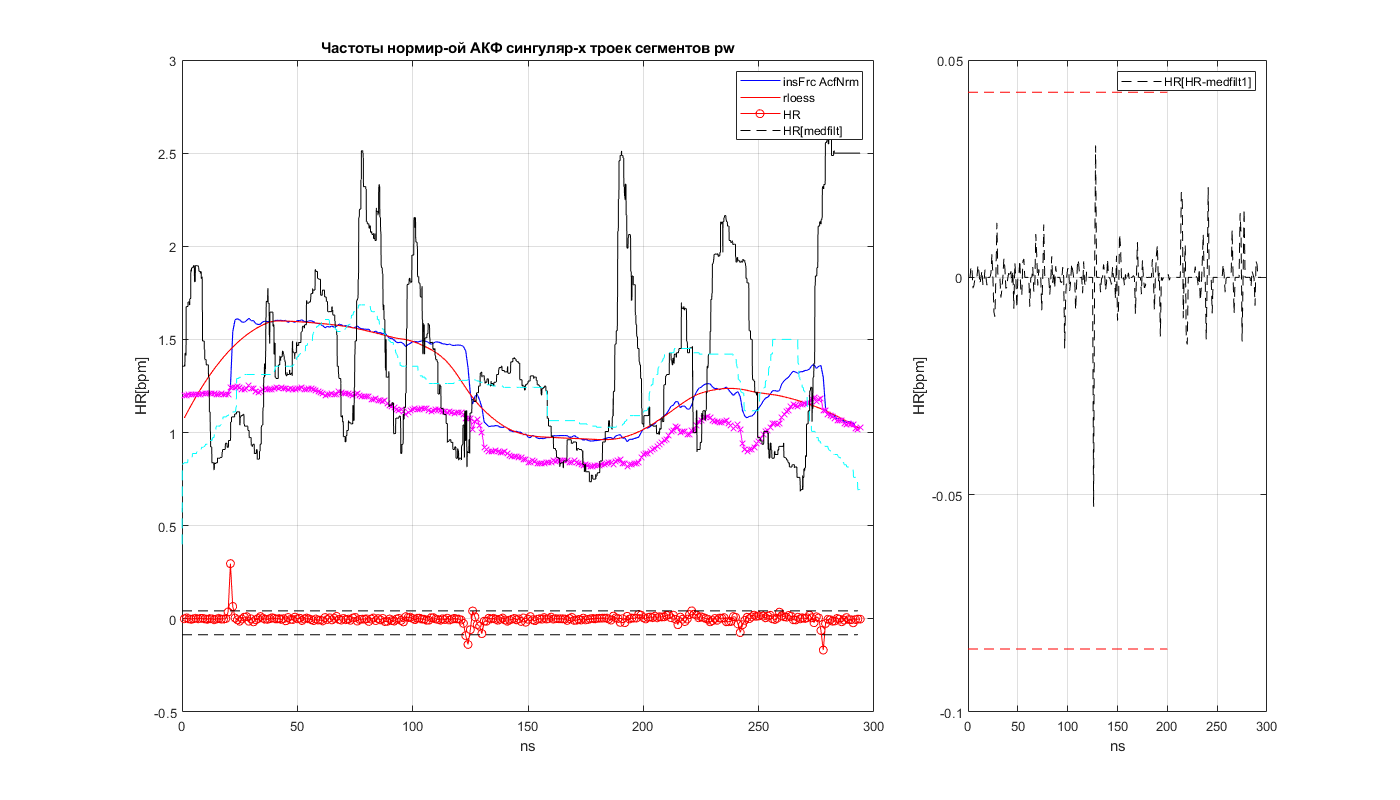 Частоты нормир-ой АКФ сингуляр-х троек сегментов pw
3
2.5
2
1.5
1
0.5
0
-0.5
HR[bpm]
insFrc AcfNrm
rloess
HR
HR[medfilt]
0 50 100 150 200 250 300
ns
0.05
0
-0.05
-0.1
HR[bpm]
HR[HR-medfilt1]
0 50 100 150 200 250 300
ns